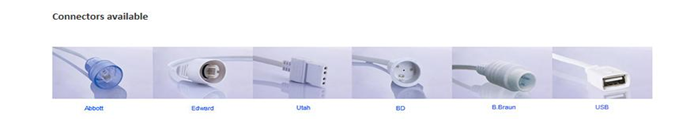 Connectors available
Abbott
Edward
Utah
BD
B.Braun
USB